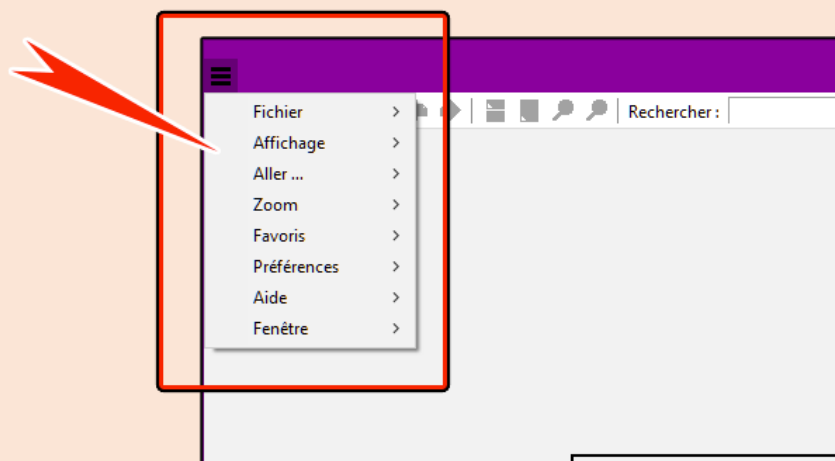 Fichier
Rechercher :
Affichage
Aller ...
Zoom
Favoris
Préférences
Aide
Fenêtre